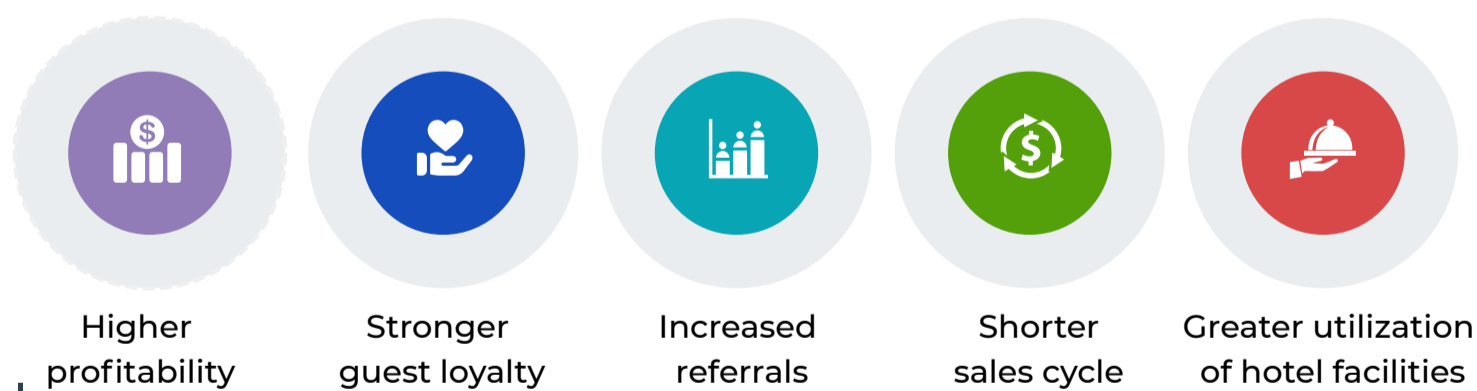 $
$
Higher
profitability
Stronger
guest loyalty
Increased
referrals
Shorter
sales cycle
Greater utilization
of hotel facilities